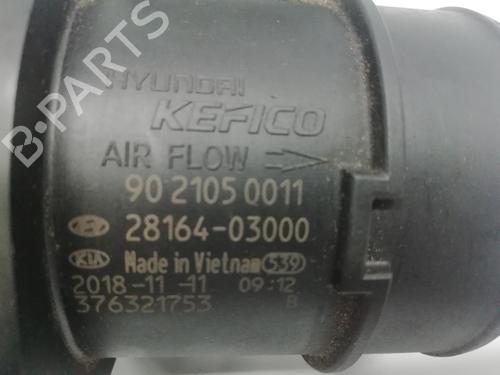 HYUNDAI
KEFICO
AIR FLOW
90 2105 0011
28164-03000
KIA Made in Vietnam 539
2018-11-11 09:12
376321753 B